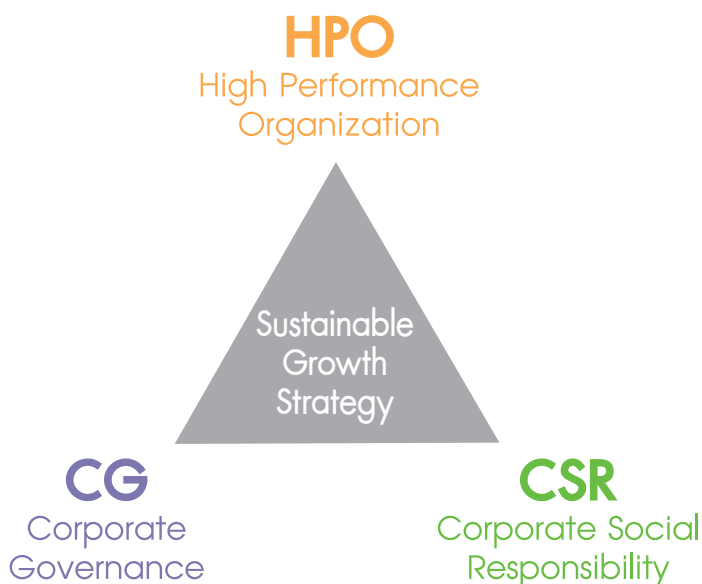 HPO
High Performance
Organization
Sustainable
Growth
Strategy
CG
Corporate
Governance
CSR
Corporate Social
Responsibility